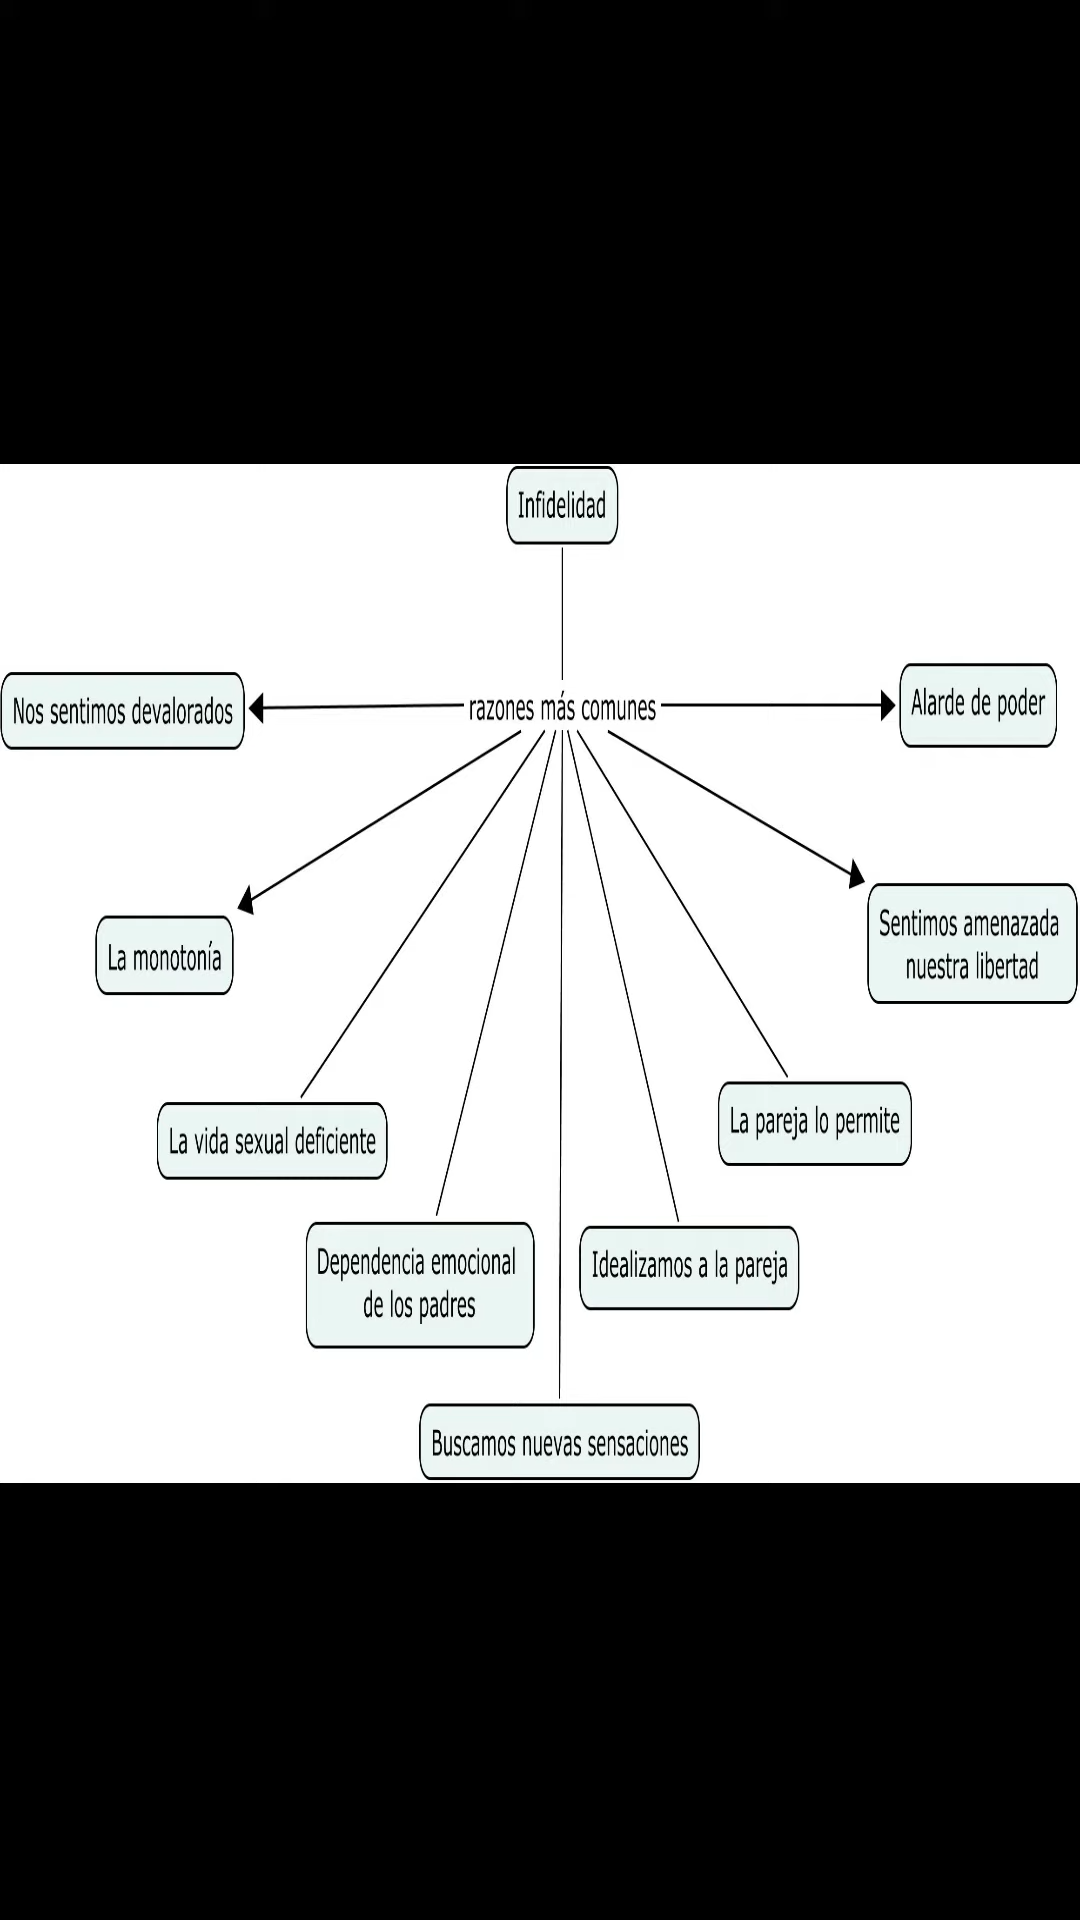 Infidelidad
razones más comunes
Nos sentimos devalorados
Alarde de poder
La monotonía
Sentimos amenazada
nuestra libertad
La vida sexual deficiente
La pareja lo permite
Dependencia emocional
de los padres
Idealizamos a la pareja
Buscamos nuevas sensaciones